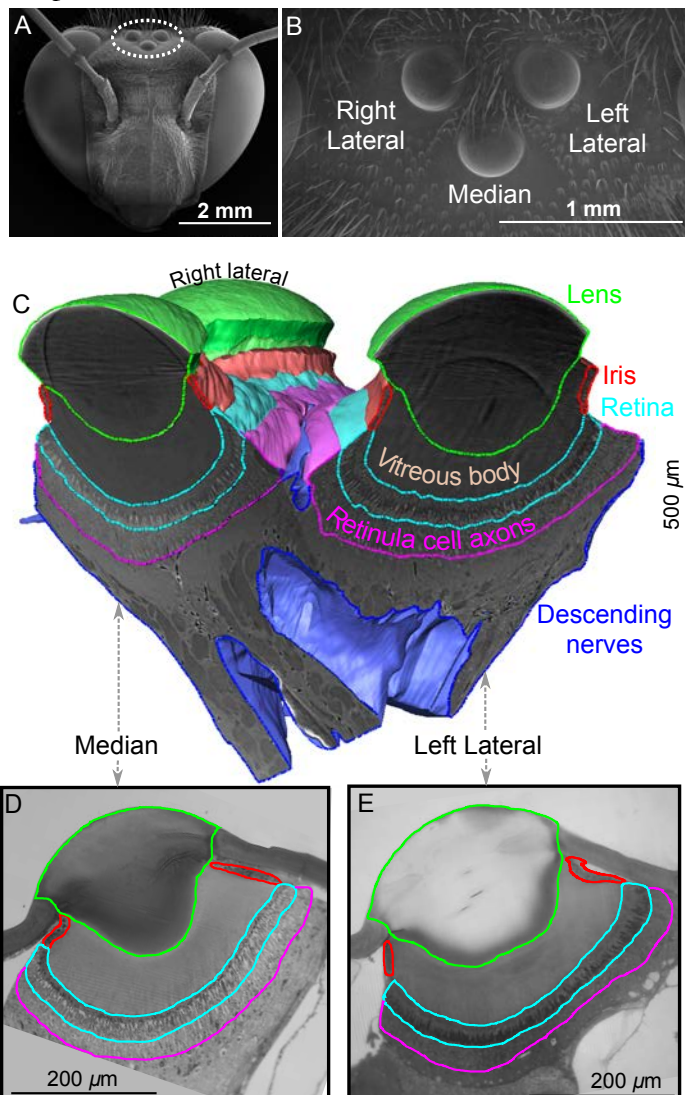 A
2 mm
B
Right
Lateral
Left
Lateral
Median
1 mm
C
Right lateral
Lens
Iris
Retina
Vitreous body
Retinula cell axons
500 µm
Descending
nerves
Median
Left Lateral
D
200 µm
E
200 µm